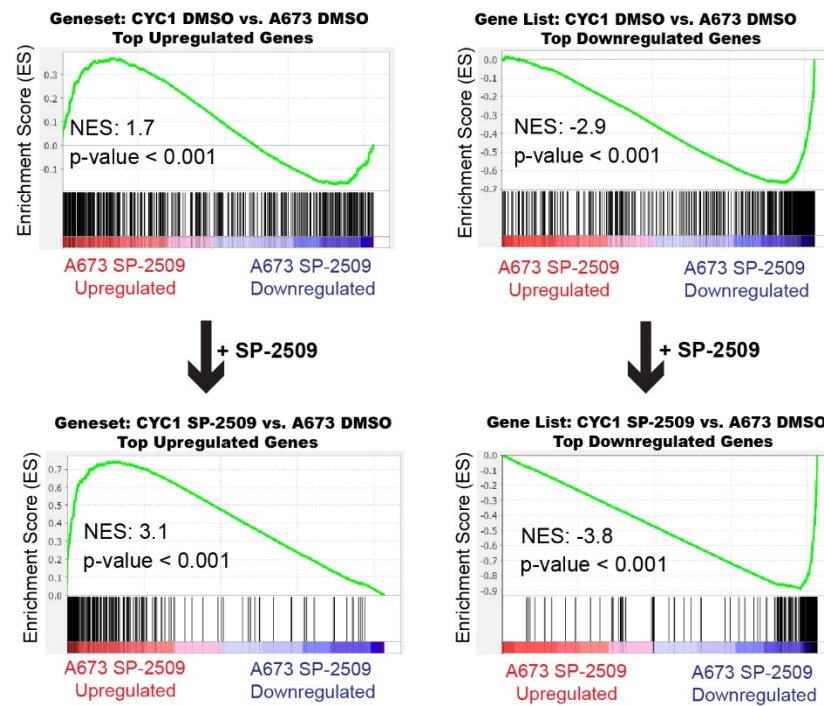 Geneset: CYC1 DMSO vs. A673 DMSO
Top Upregulated Genes
Enrichment Score (ES)
0.3
0.2
0.1
0.0
-0.1
NES: 1.7
p-value < 0.001
A673 SP-2509
Upregulated
A673 SP-2509
Downregulated
Gene List: CYC1 DMSO vs. A673 DMSO
Top Downregulated Genes
Enrichment Score (ES)
0.0
-0.1
-0.2
-0.3
-0.4
-0.5
-0.6
-0.7
NES: -2.9
p-value < 0.001
A673 SP-2509
Upregulated
A673 SP-2509
Downregulated
+ SP-2509
+ SP-2509
Geneset: CYC1 SP-2509 vs. A673 DMSO
Top Upregulated Genes
Enrichment Score (ES)
0.7
0.6
0.5
0.4
0.3
0.2
0.1
0.0
NES: 3.1
p-value < 0.001
A673 SP-2509
Upregulated
A673 SP-2509
Downregulated
Gene List: CYC1 SP-2509 vs. A673 DMSO
Top Downregulated Genes
Enrichment Score (ES)
0.0
-0.1
-0.2
-0.3
-0.4
-0.5
-0.6
-0.7
-0.8
-0.9
NES: -3.8
p-value < 0.001
A673 SP-2509
Upregulated
A673 SP-2509
Downregulated